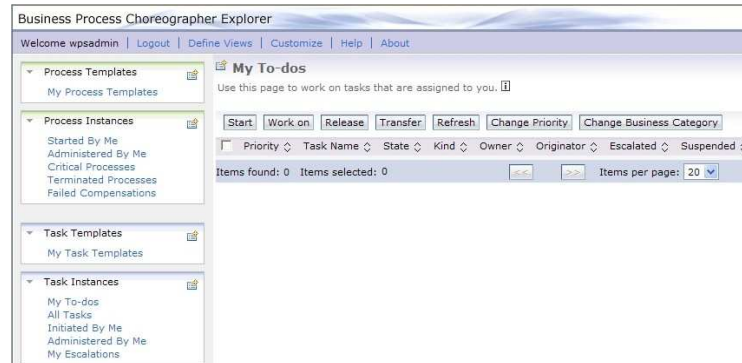 Business Process Choreographer Explorer
Welcome wpsadmin | Logout | Define Views | Customize | Help | About
Process Templates
My Process Templates
Process Instances
Started By Me
Administered By Me
Critical Processes
Terminated Processes
Failed Compensations
Task Templates
My Task Templates
Task Instances
My To-dos
All Tasks
Initiated By Me
Administered By Me
My Escalations
My To-dos
Use this page to work on tasks that are assigned to you. i
Start Work on Release Transfer Refresh Change Priority Change Business Category
Priority Task Name State Kind Owner Originator Escalated Suspended
Items found: 0 Items selected: 0 << >> Items per page: 20